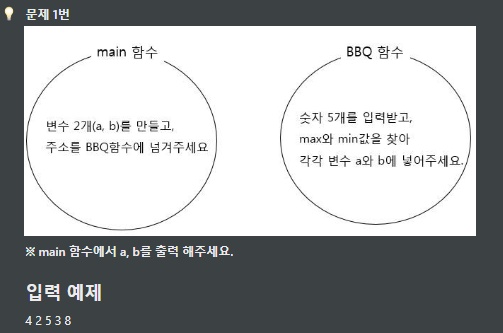 문제 1번
main 함수
BBQ 함수
변수 2개(a, b)를 만들고,
주소를 BBQ함수에 넘겨주세요
숫자 5개를 입력받고,
max와 min값을 찾아
각각 변수 a와 b에 넣어주세요.
※ main 함수에서 a, b를 출력 해주세요.
입력 예제
4 2 5 3 8